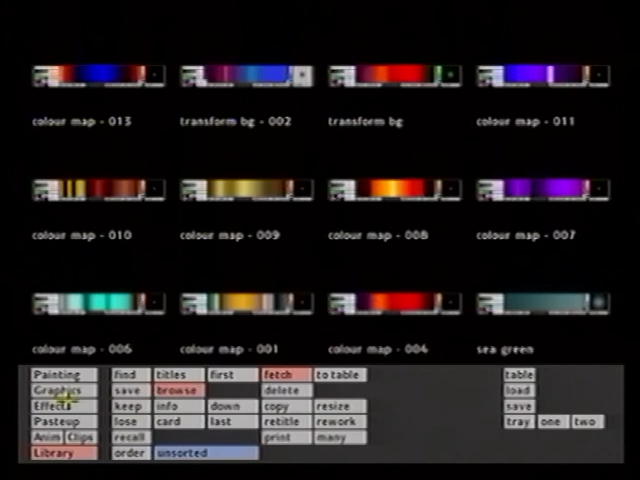 colour map - 013 transform bg - 002 transform bg colour map - 011
colour map - 010 colour map - 009 colour map - 008 colour map - 007
colour map - 006 colour map - 001 colour map - 004 sea green
Painting find titles first fetch to table table
Graphics save browse delete load
Effects keep info down copy resize save
Pasteup lose card last retitle rework tray one two
Anim Clips recall print many
Library order unsorted